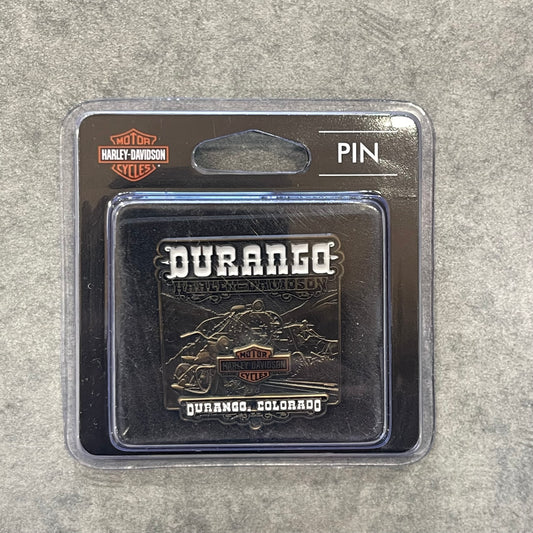 MOTOR
HARLEY-DAVIDSON
CYCLES
PIN
DURANGO
HARLEY-DAVIDSON
MOTOR
HARLEY-DAVIDSON
CYCLES
DURANGO, COLORADO